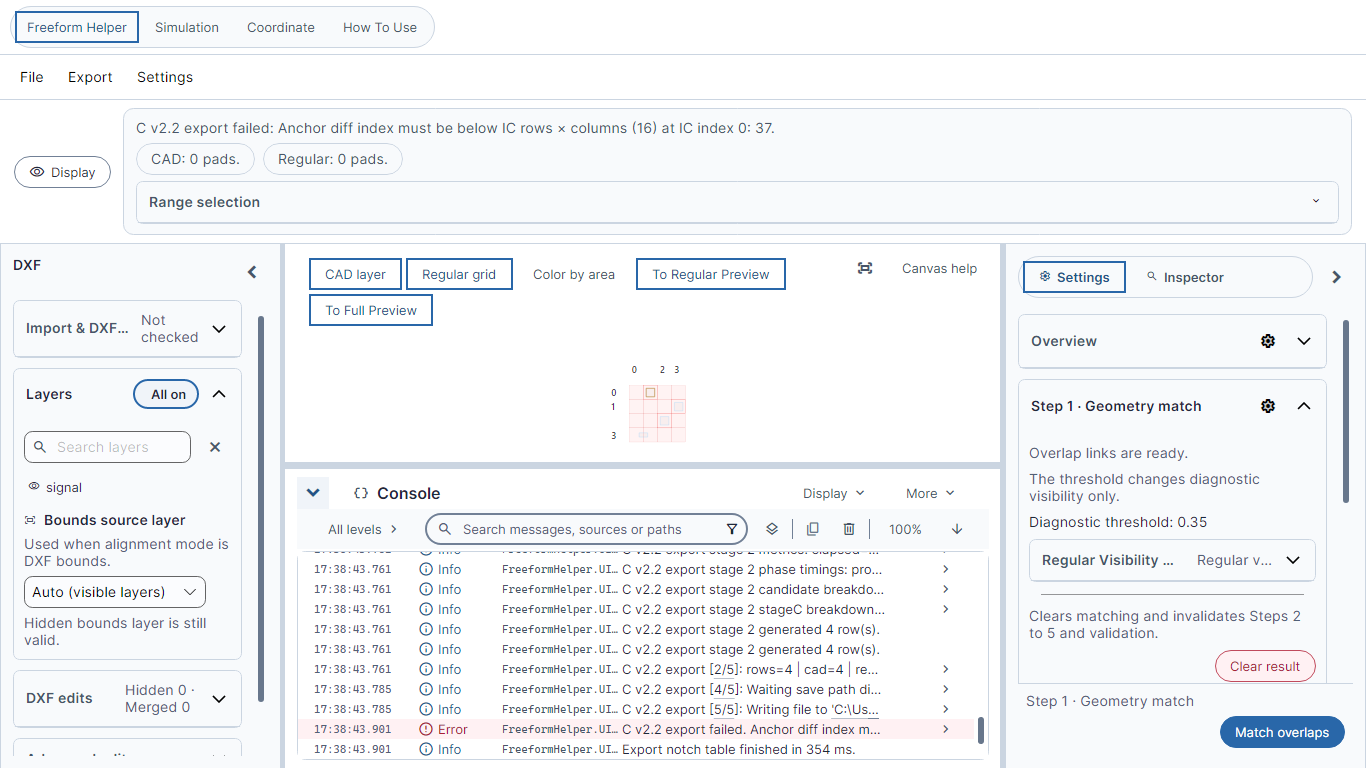 Freeform Helper
Simulation
Coordinate
How To Use
File
Export
Settings
Display
C v2.2 export failed: Anchor diff index must be below IC rows × columns (16) at IC index 0: 37.
CAD: 0 pads.
Regular: 0 pads.
Range selection
DXF
Import & DXF...
Not checked
Layers
All on
Search layers
signal
Bounds source layer
Used when alignment mode is
DXF bounds.
Auto (visible layers)
Hidden bounds layer is still
valid.
DXF edits
Hidden 0 ·
Merged 0
CAD layer
Regular grid
Color by area
To Regular Preview
To Full Preview
Canvas help
0 2 3
0
1
3
Console
Display
More
All levels
Search messages, sources or paths
100%
17:38:43.761 Info FreeformHelper.UI... C v2.2 export stage 2 phase timings: pro...
17:38:43.761 Info FreeformHelper.UI... C v2.2 export stage 2 candidate breakdo...
17:38:43.761 Info FreeformHelper.UI... C v2.2 export stage 2 stageC breakdown...
17:38:43.761 Info FreeformHelper.UI... C v2.2 export stage 2 generated 4 row(s).
17:38:43.761 Info FreeformHelper.UI... C v2.2 export stage 2 generated 4 row(s).
17:38:43.761 Info FreeformHelper.UI... C v2.2 export [2/5]: rows=4 | cad=4 | re...
17:38:43.785 Info FreeformHelper.UI... C v2.2 export [4/5]: Waiting save path di...
17:38:43.785 Info FreeformHelper.UI... C v2.2 export [5/5]: Writing file to 'C:\Us...
17:38:43.901 Error FreeformHelper.UI... C v2.2 export failed. Anchor diff index m...
17:38:43.901 Info FreeformHelper.UI... Export notch table finished in 354 ms.
Settings
Inspector
Overview
Step 1 · Geometry match
Overlap links are ready.
The threshold changes diagnostic
visibility only.
Diagnostic threshold: 0.35
Regular Visibility ...
Regular v...
Clears matching and invalidates Steps 2
to 5 and validation.
Clear result
Step 1 · Geometry match
Match overlaps